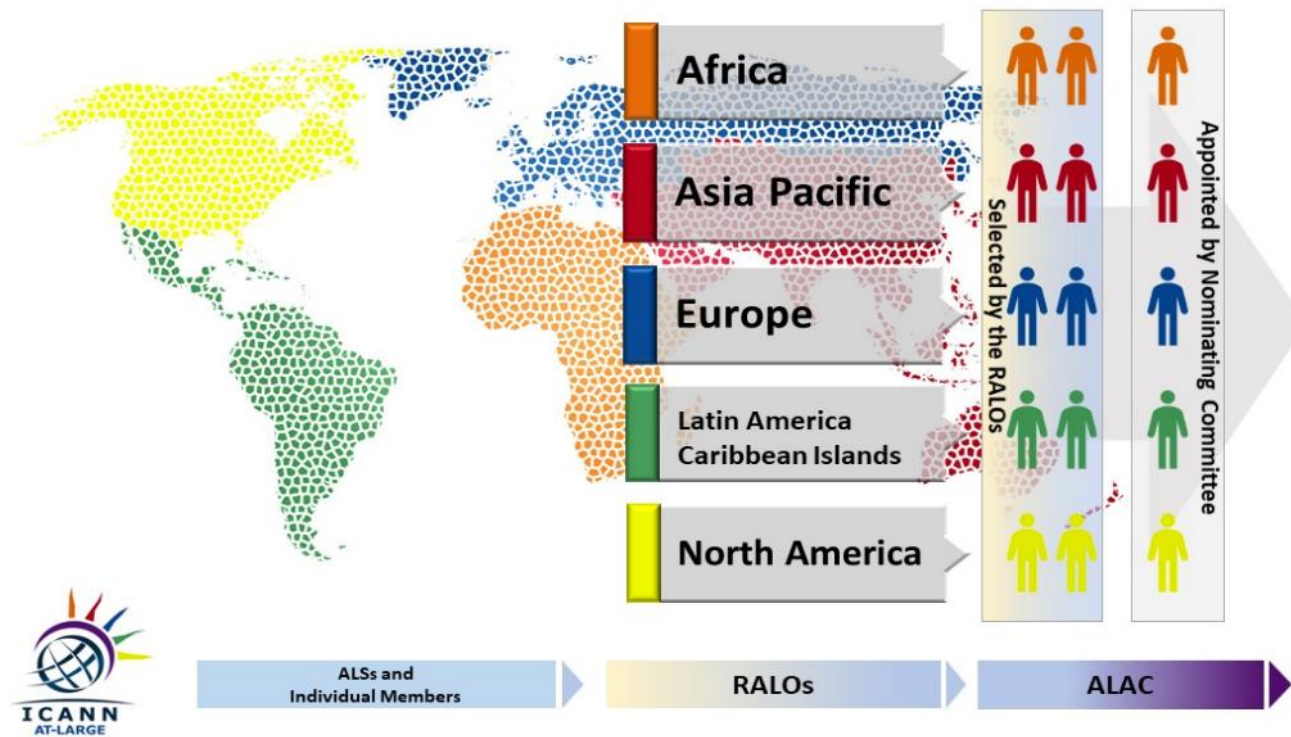 Africa
Asia Pacific
Europe
Latin America
Caribbean Islands
North America
Selected by the RALOs
Appointed by Nominating Committee
ICANN
AT-LARGE
ALSs and
Individual Members
RALOs
ALAC